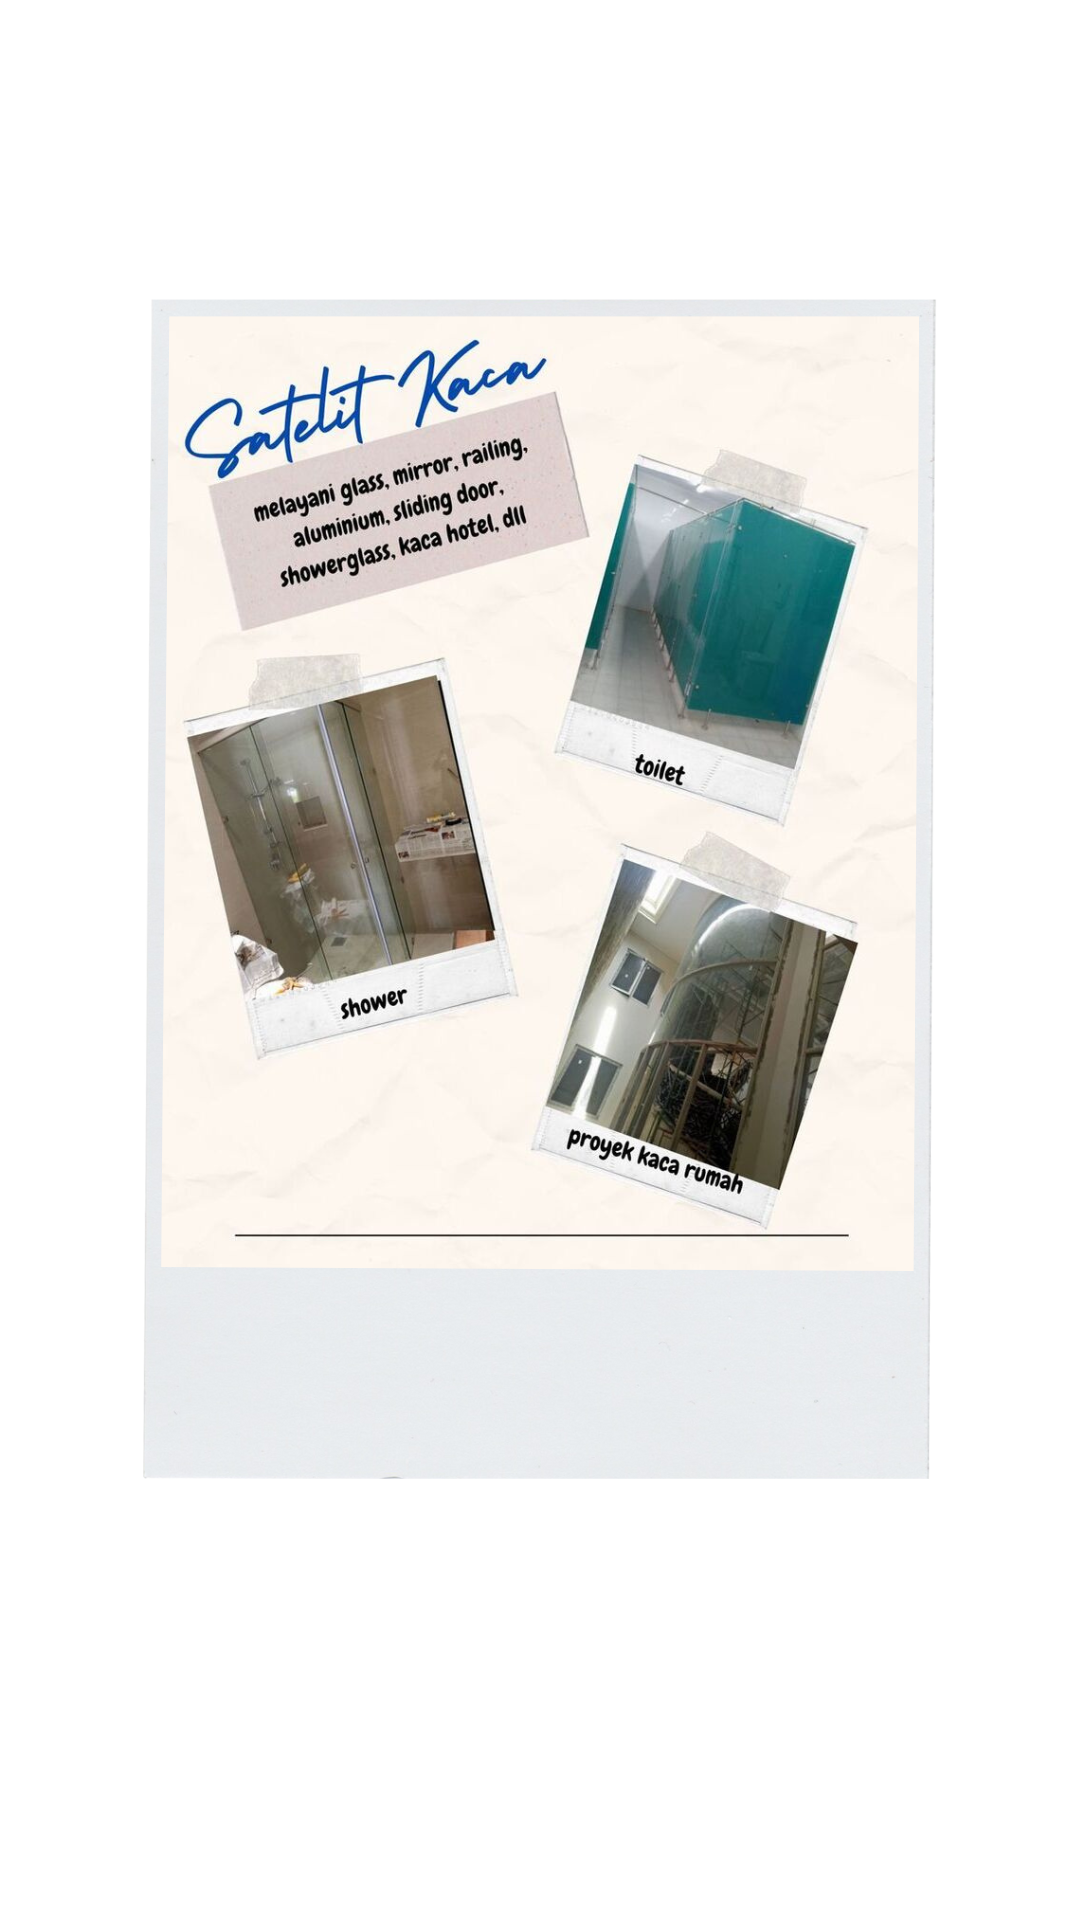 Satelit Kaca
melayani glass, mirror, railing,
aluminium, sliding door,
showerglass, kaca hotel, dll
toilet
shower
proyek kaca rumah